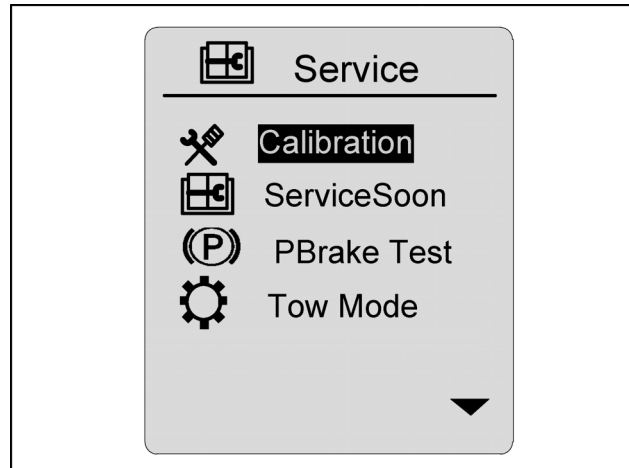 Service
Calibration
ServiceSoon
(P) PBrake Test
Tow Mode